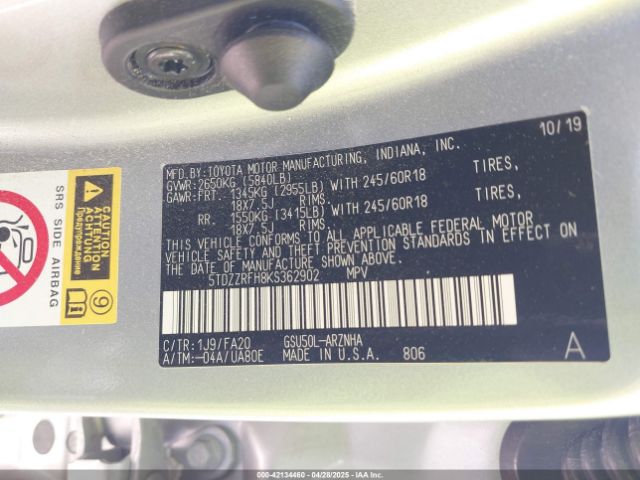 10/19
MFD.BY:TOYOTA MOTOR MANUFACTURING, INDIANA, INC.
GVWR:2650KG (5840LB)
GAWR:FRT. 1345KG (2955LB) WITH 245/60R18 TIRES,
18X7.5J RIMS.
RR. 1550KG (3415LB) WITH 245/60R18 TIRES,
18X7.5J RIMS.
THIS VEHICLE CONFORMS TO ALL APPLICABLE FEDERAL MOTOR
VEHICLE SAFETY AND THEFT PREVENTION STANDARDS IN EFFECT ON
THE DATE OF MANUFACTURE SHOWN ABOVE.
5TDZZRFH8KS362902 MPV
C/TR: 1J9/FA20 GSU50L-ARZNHA
A/TM:-04A/UA80E MADE IN U.S.A. 806
A
SRS SIDE AIRBAG
CAUTION
ATTENTION
ACHTUNG
Предупреждение
9
000-42134460 - 04/28/2025 - IAAI.COM